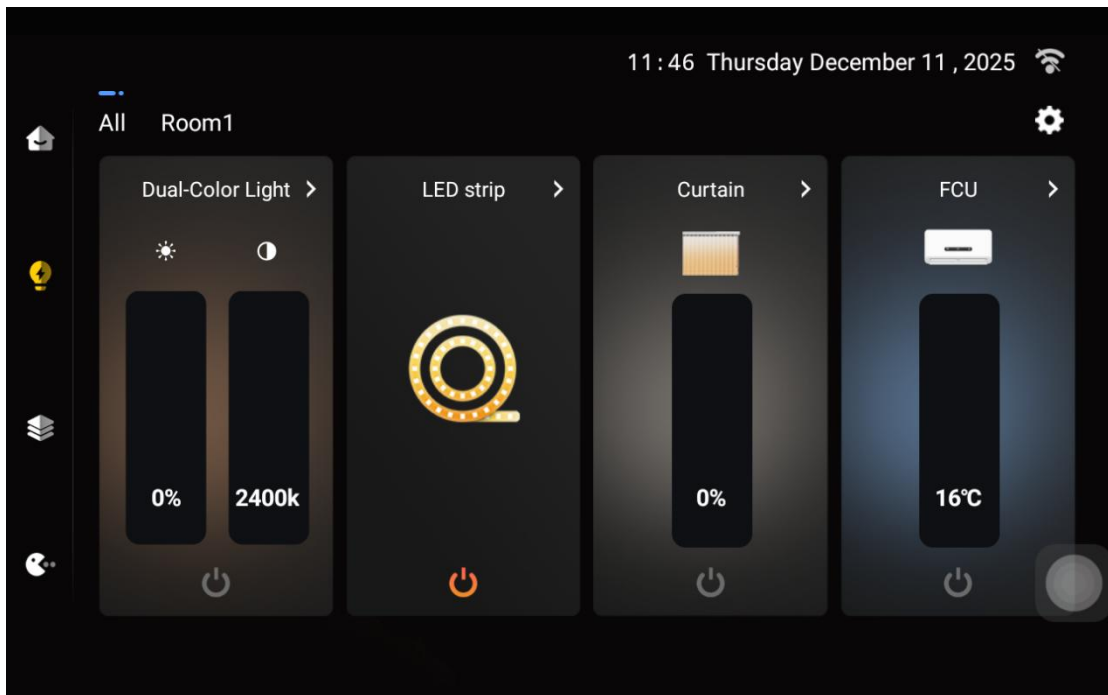 11:46 Thursday December 11 , 2025
All Room1
Dual-Color Light LED strip Curtain FCU
0% 2400k 0% 16℃